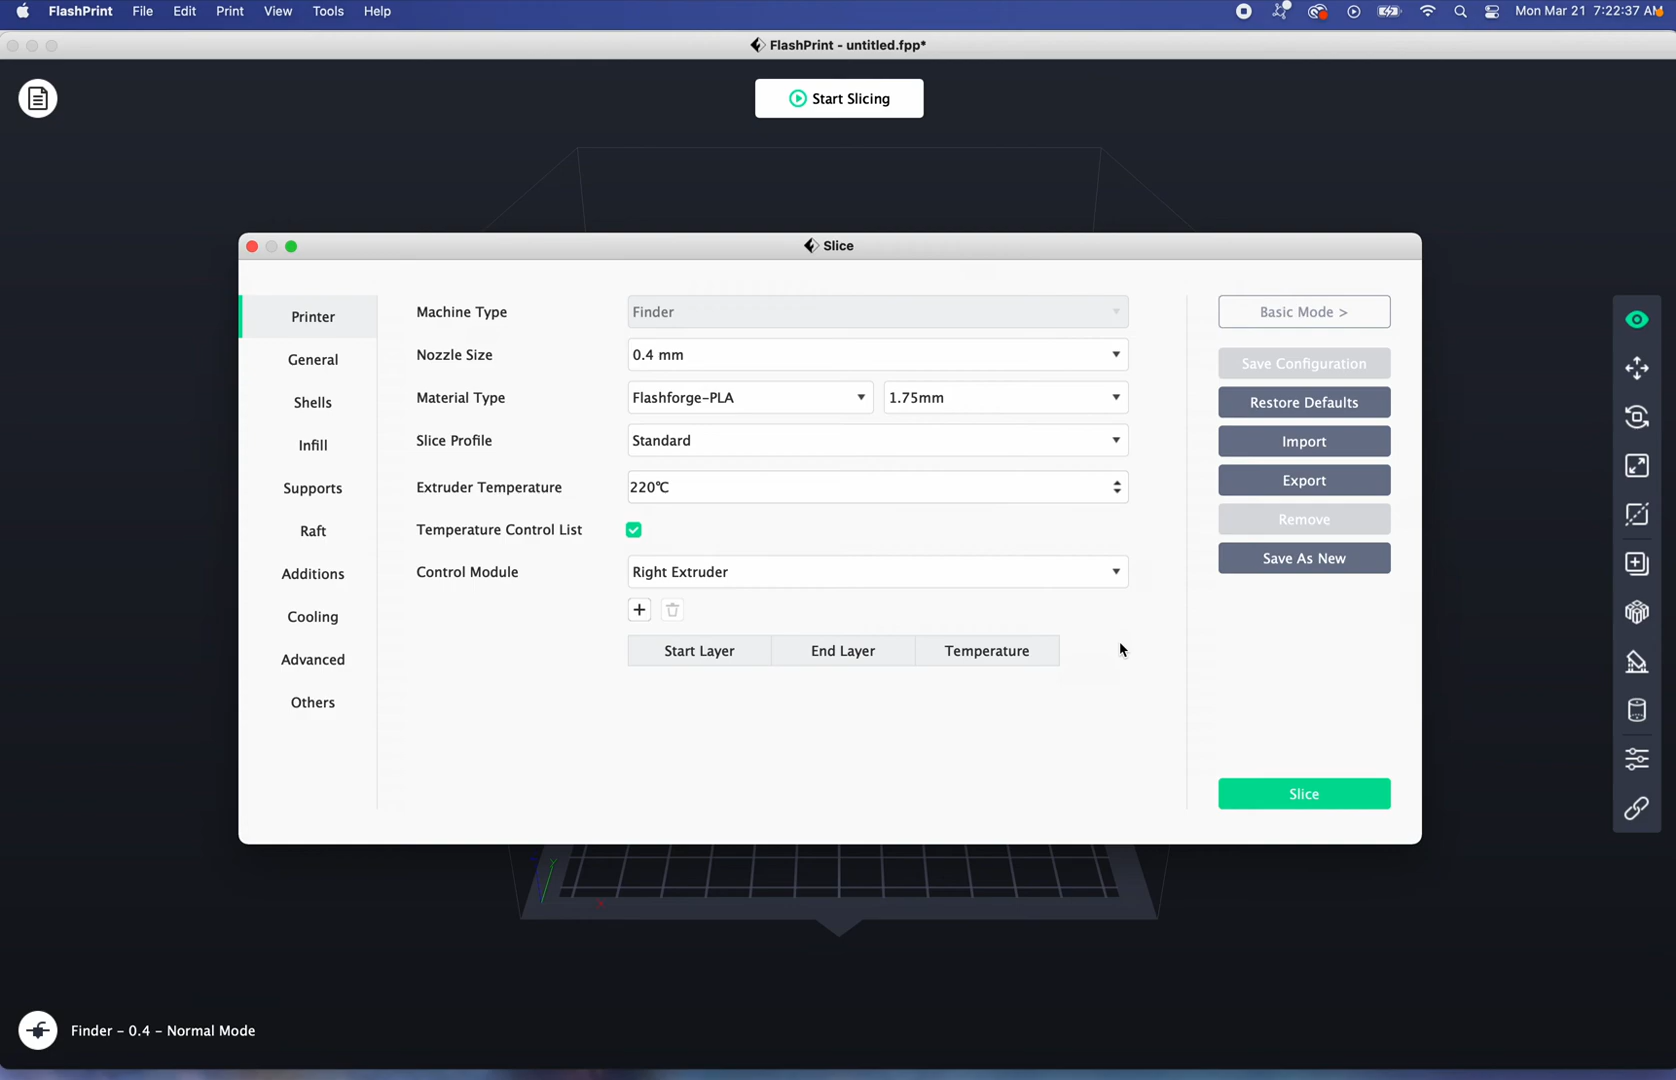 FlashPrint File Edit Print View Tools Help Mon Mar 21 7:22:37 AM
FlashPrint - untitled.fpp*
Start Slicing
Slice
Printer
General
Shells
Infill
Supports
Raft
Additions
Cooling
Advanced
Others
Machine Type Finder
Nozzle Size 0.4 mm
Material Type Flashforge-PLA 1.75mm
Slice Profile Standard
Extruder Temperature 220℃
Temperature Control List
Control Module Right Extruder
Start Layer End Layer Temperature
Basic Mode >
Save Configuration
Restore Defaults
Import
Export
Remove
Save As New
Slice
Y
X
Finder - 0.4 - Normal Mode